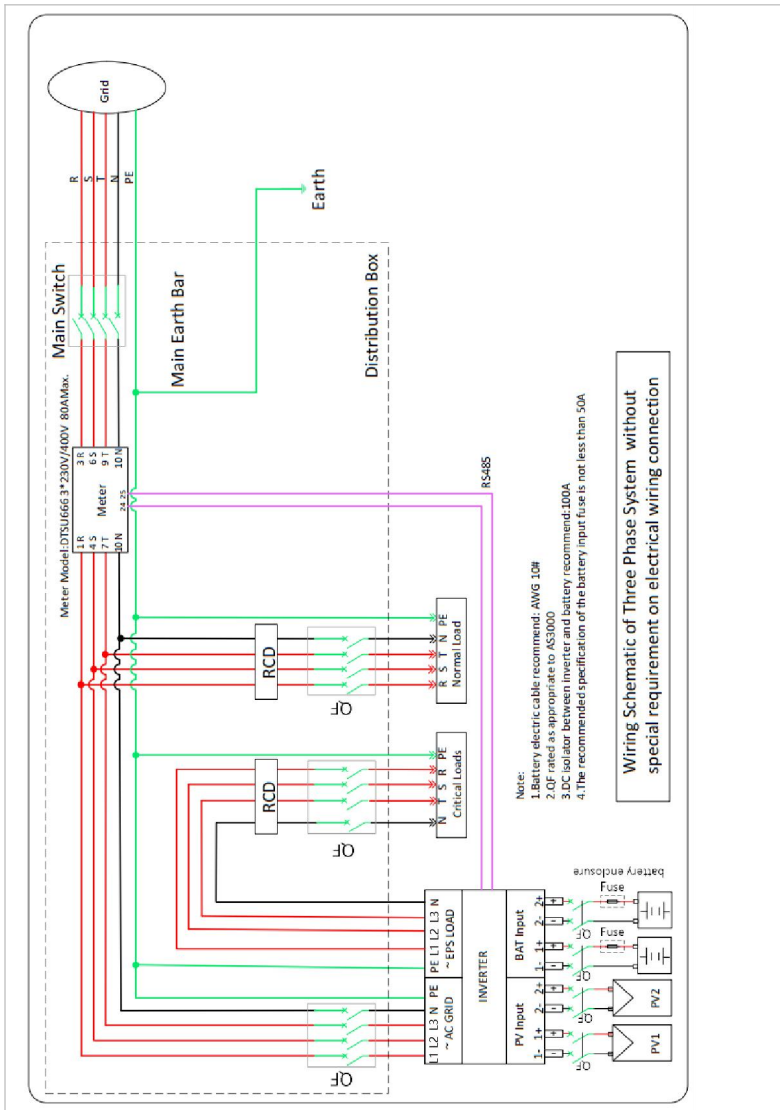 Grid
R
S
T
N
PE
Earth
Main Switch
Main Earth Bar
Distribution Box
Meter Model:DTSU666 3*230V/400V 80AMax.
3 R
6 S
9 T
10 N
Meter
24 25
1 R
4 S
7 T
10 N
RS485
RCD
QF
R S T N PE
Normal Load
RCD
QF
N T S R PE
Critical Loads
Note:
1.Battery electric cable recommend: AWG 10#
2.QF rated as appropriate to AS3000
3.DC isolator between inverter and battery recommend:100A
4.The recommended specification of the battery input fuse is not less than 50A
Wiring Schematic of Three Phase System without
special requirement on electrical wiring connection
QF
L1 L2 L3 N PE
~ AC GRID
PE L1 L2 L3 N
~ EPS LOAD
INVERTER
PV Input
BAT Input
1- 1+ 2- 2+
1- 1+ 2- 2+
- + - + - + - +
QF
QF
QF
Fuse
Fuse
battery enclosure
PV1
PV2